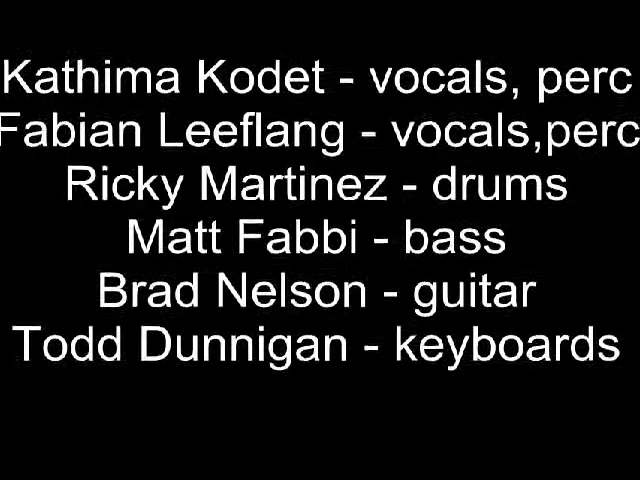 Kathima Kodet - vocals, perc
Fabian Leeflang - vocals,perc
Ricky Martinez - drums
Matt Fabbi - bass
Brad Nelson - guitar
Todd Dunnigan - keyboards